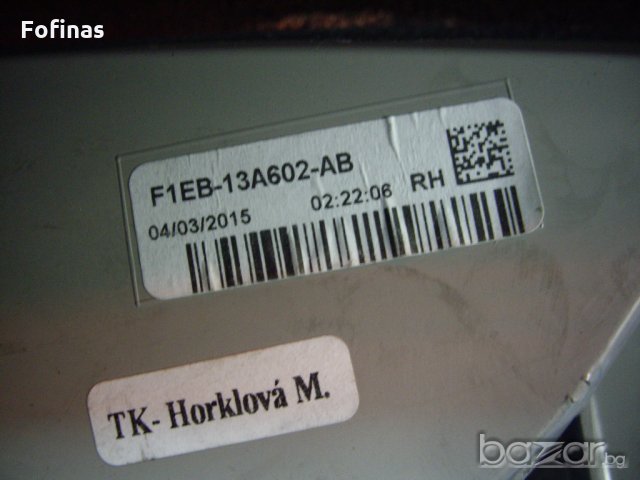 Fofinas
F1EB-13A602-AB
04/03/2015 02:22:06 RH
TK- Horklová M.
bazar.bg